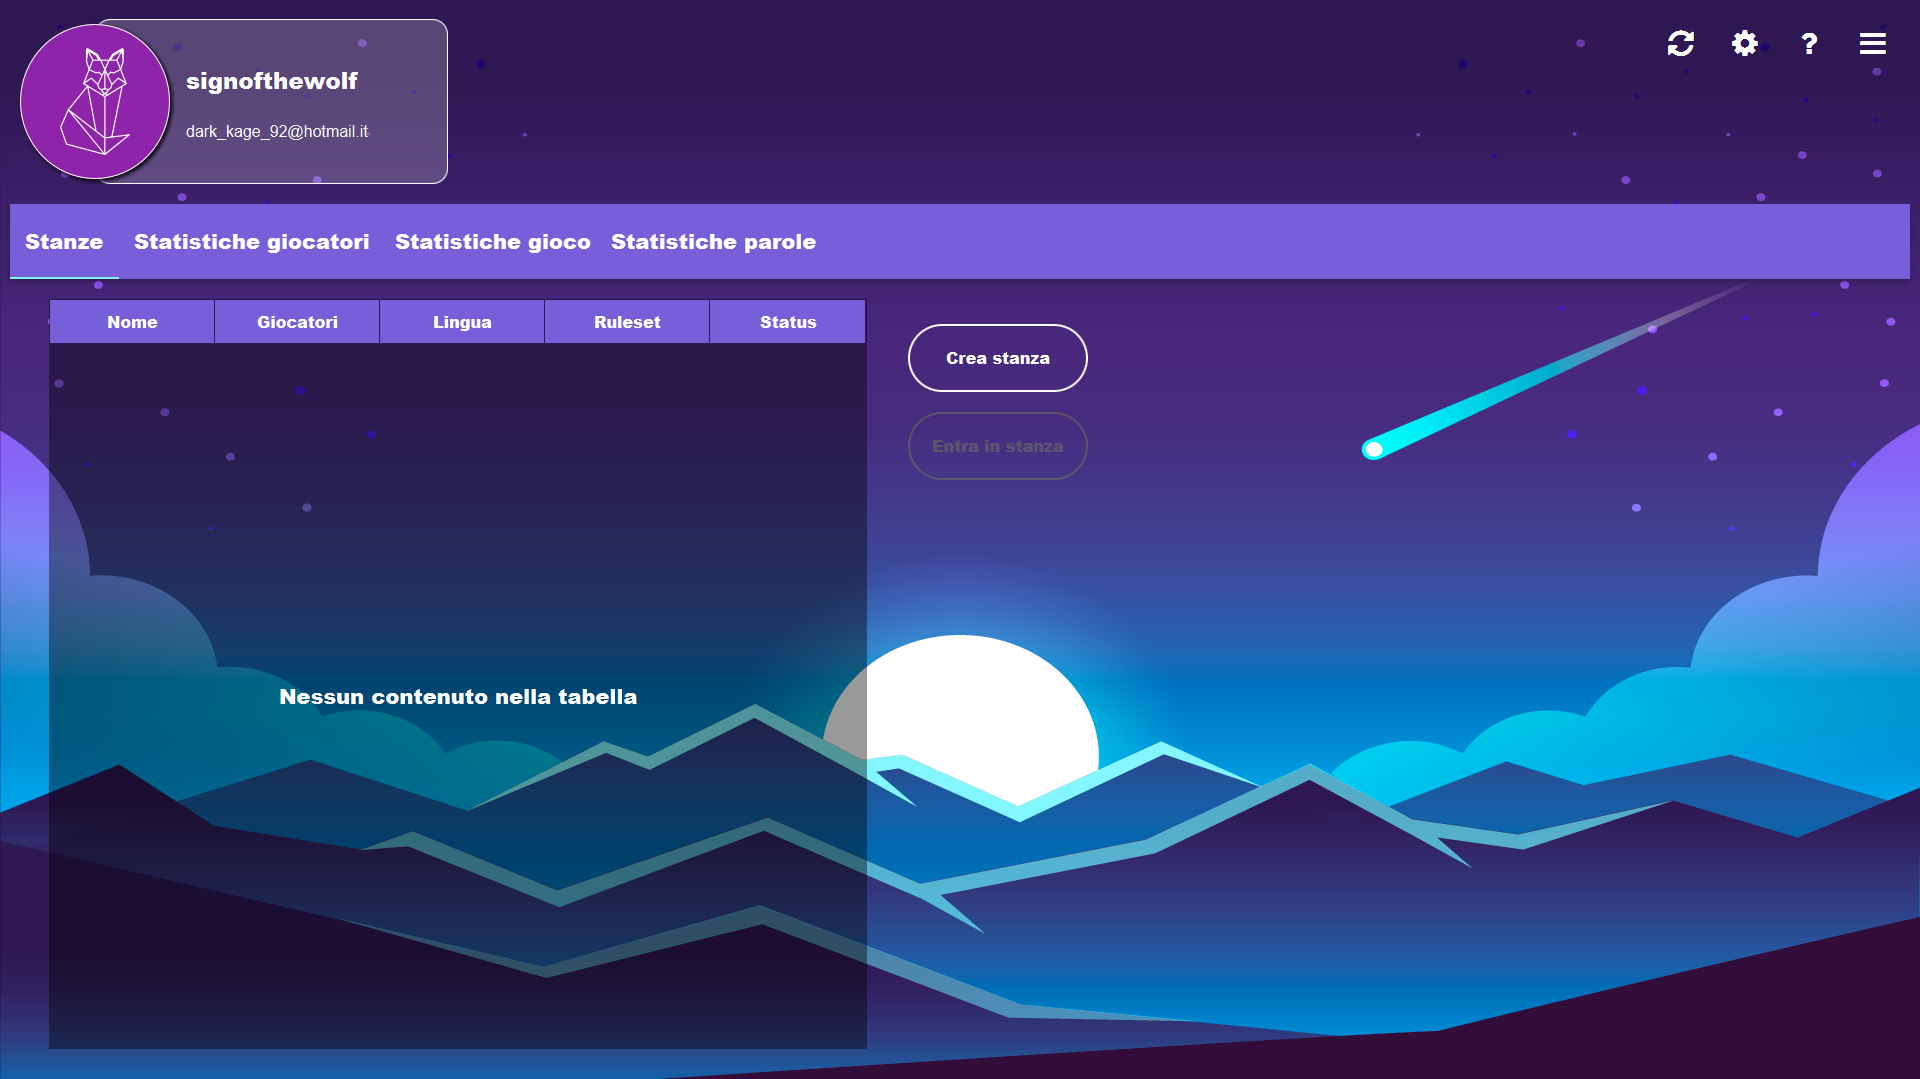 signofthewolf
dark_kage_92@hotmail.it
?
Stanze Statistiche giocatori Statistiche gioco Statistiche parole
Nome Giocatori Lingua Ruleset Status
Crea stanza
Entra in stanza
Nessun contenuto nella tabella